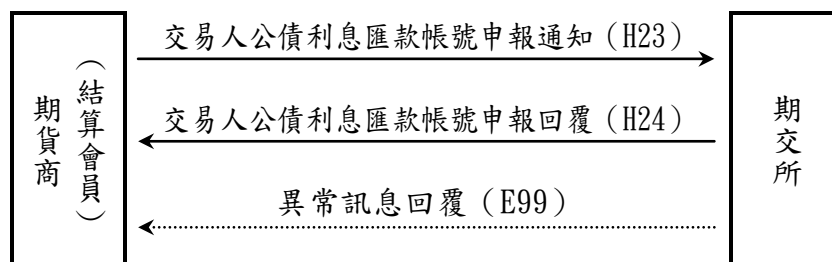 交易人公債利息匯款帳號申報通知（H23）
（結算會員）
期貨商
交易人公債利息匯款帳號申報回覆（H24）
期交所
異常訊息回覆（E99）